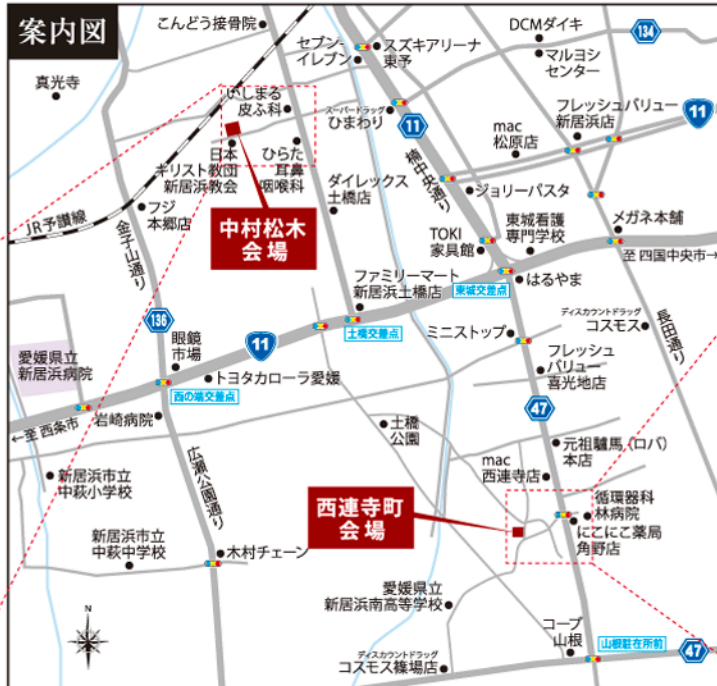 案内図
こんどう接骨院
セブン-
イレブン
スズキアリーナ
東予
DCMダイキ
マルヨシ
センター
134
真光寺
いしまる
皮ふ科
スーパードラッグ
ひまわり
11
フレッシュバリュー
新居浜店
11
mac
松原店
楠中央通り
日本
キリスト教団
新居浜教会
ひらた
耳鼻
咽喉科
ダイレックス
土橋店
ジョリーパスタ
JR予讃線
フジ
本郷店
金子山通り
中村松木
会場
TOKI
家具館
東城看護
専門学校
メガネ本舗
至 四国中央市→
ファミリーマート
新居浜土橋店
東城交差点
はるやま
ディスカウントドラッグ
コスモス
長田通り
136
眼鏡
市場
11
土橋交差点
ミニストップ
愛媛県立
新居浜病院
トヨタカローラ愛媛
フレッシュ
バリュー
喜光地店
西の端交差点
←至 西条市
岩崎病院
47
土橋
公園
元祖驢馬(ロバ)
本店
広瀬公園通り
新居浜市立
中萩小学校
mac
西連寺店
西連寺町
会場
循環器科
林病院
にこにこ薬局
角野店
新居浜市立
中萩中学校
木村チェーン
愛媛県立
新居浜南高等学校
N
コープ
山根
山根駐在所前
47
ディスカウントドラッグ
コスモス篠場店